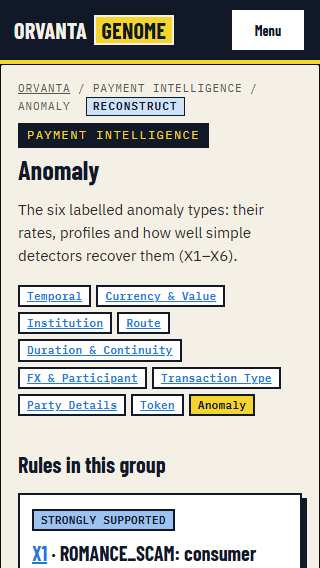 ORVANTA GENOME
Menu
ORVANTA / PAYMENT INTELLIGENCE /
ANOMALY RECONSTRUCT
PAYMENT INTELLIGENCE
Anomaly
The six labelled anomaly types: their
rates, profiles and how well simple
detectors recover them (X1–X6).
Temporal Currency & Value
Institution Route
Duration & Continuity
FX & Participant Transaction Type
Party Details Token Anomaly
Rules in this group
STRONGLY SUPPORTED
X1 · ROMANCE_SCAM: consumer